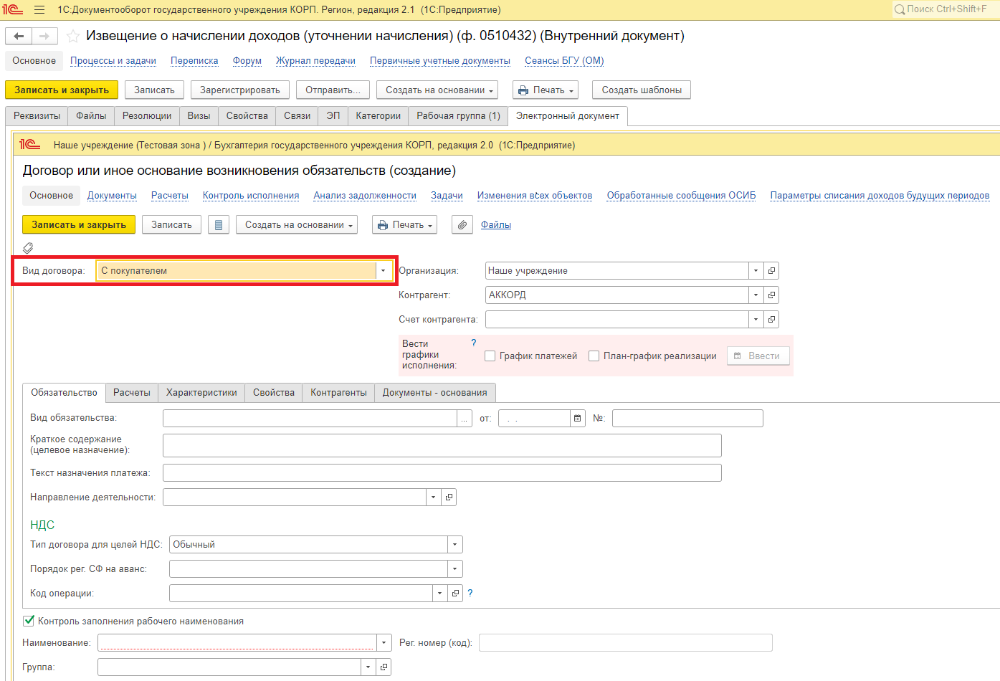 1С:Документооборот государственного учреждения КОРП. Регион, редакция 2.1 (1С:Предприятие)
Поиск Ctrl+Shift+F
Извещение о начислении доходов (уточнении начисления) (ф. 0510432) (Внутренний документ)
Основное Процессы и задачи Переписка Форум Журнал передачи Первичные учетные документы Сеансы БГУ (ОМ)
Записать и закрыть Записать Зарегистрировать Отправить... Создать на основании Печать Создать шаблоны
Реквизиты Файлы Резолюции Визы Свойства Связи ЭП Категории Рабочая группа (1) Электронный документ
Наше учреждение (Тестовая зона ) / Бухгалтерия государственного учреждения КОРП, редакция 2.0 (1С:Предприятие)
Договор или иное основание возникновения обязательств (создание)
Основное Документы Расчеты Контроль исполнения Анализ задолженности Задачи Изменения всех объектов Обработанные сообщения ОСИБ Параметры списания доходов будущих периодов
Записать и закрыть Записать Создать на основании Печать Файлы
Вид договора: С покупателем Организация: Наше учреждение
Контрагент: АККОРД
Счет контрагента:
Вести графики исполнения: ? График платежей План-график реализации Ввести
Обязательство Расчеты Характеристики Свойства Контрагенты Документы - основания
Вид обязательства: ... от: . . №:
Краткое содержание
(целевое назначение):
Текст назначения платежа:
Направление деятельности:
НДС
Тип договора для целей НДС: Обычный
Порядок рег. СФ на аванс:
Код операции: ?
Контроль заполнения рабочего наименования
Наименование: Рег. номер (код):
Группа: